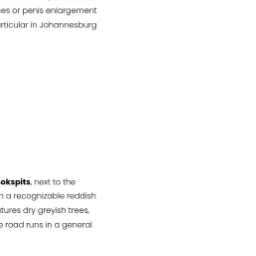 es or penis enlargement
rticular in Johannesburg
okspits, next to the
n a recognizable reddish
tures dry greyish trees,
e road runs in a general